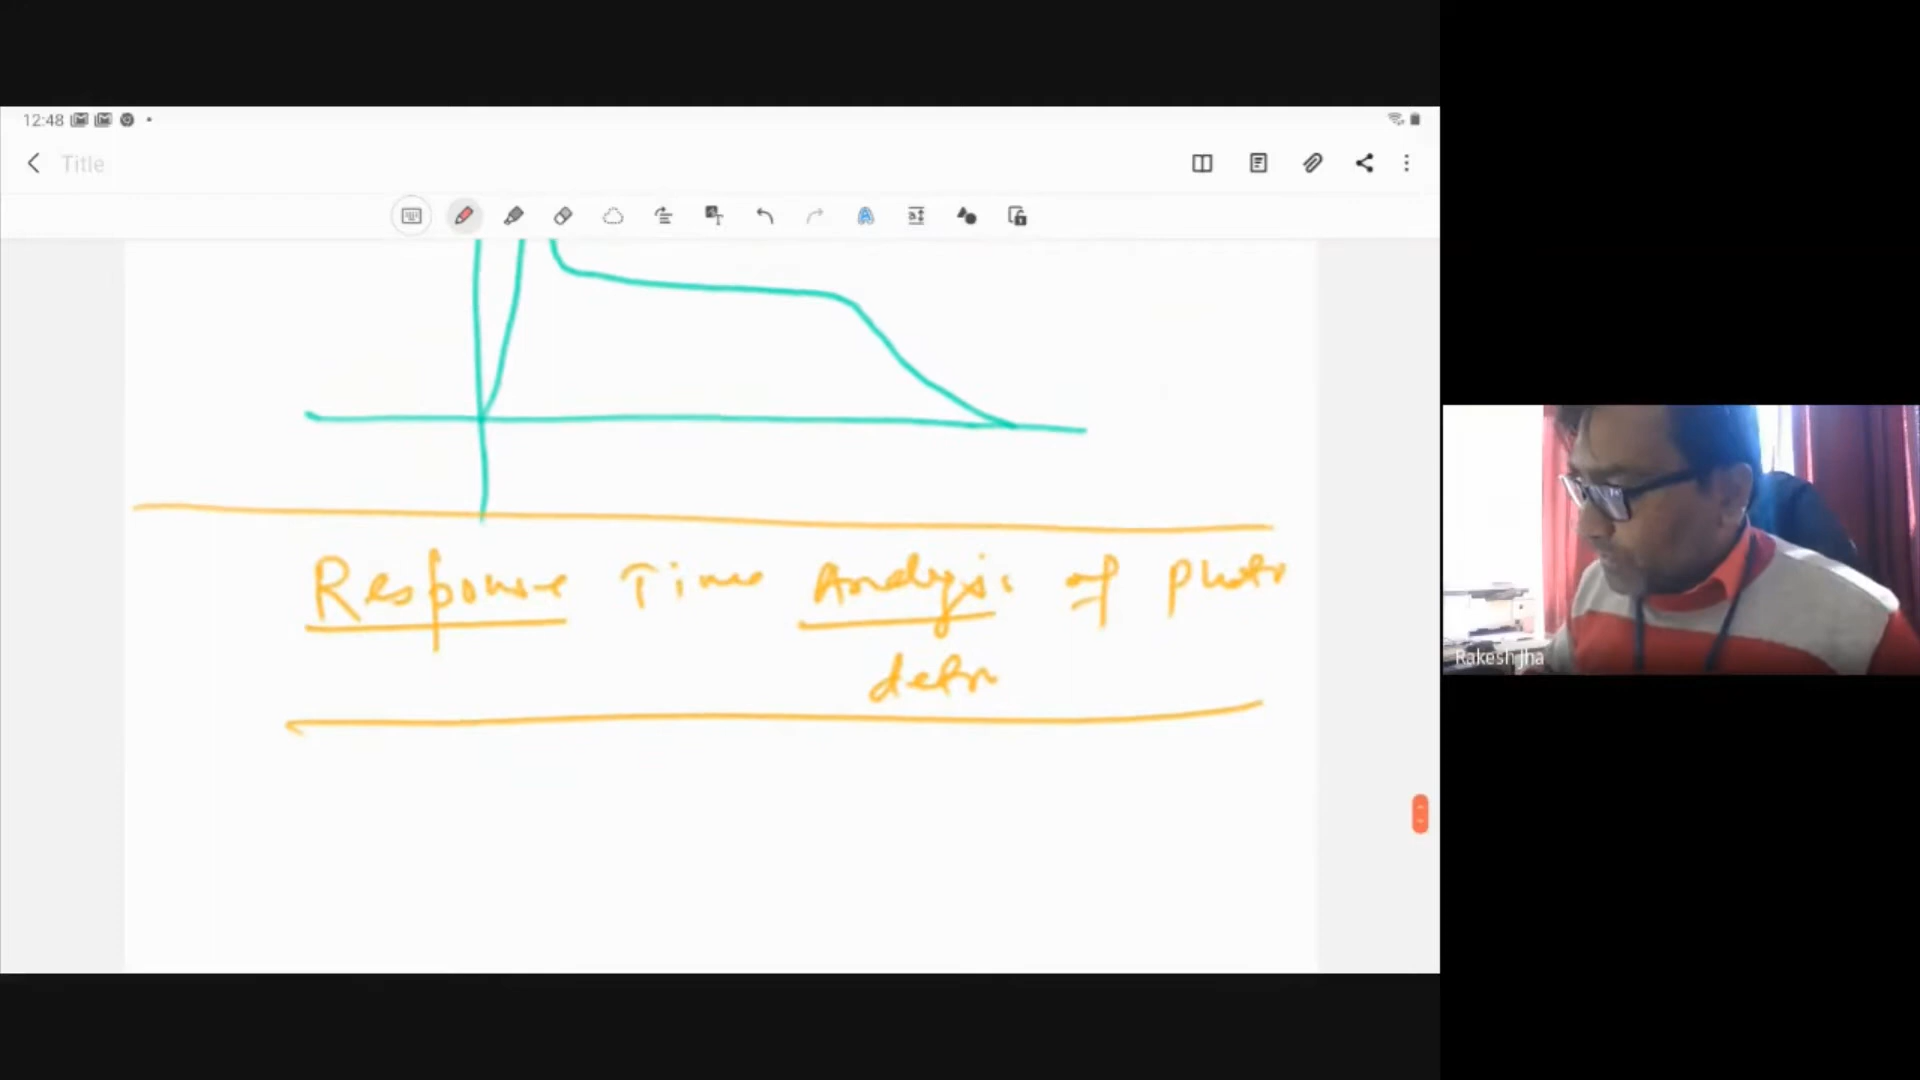 12:48
Title
Response Time Analysis of Photo
detr
Rakesh Jha